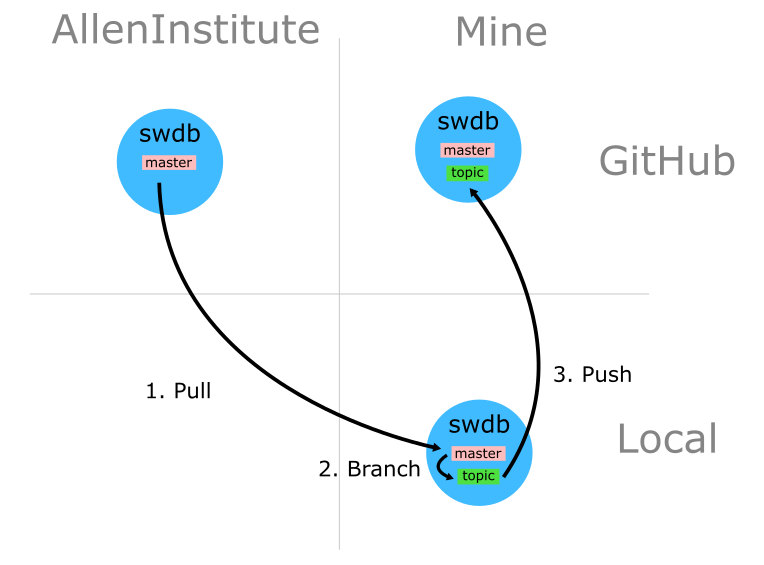 AllenInstitute
Mine
swdb
master
swdb
master
topic
GitHub
1. Pull
3. Push
swdb
master
topic
2. Branch
Local